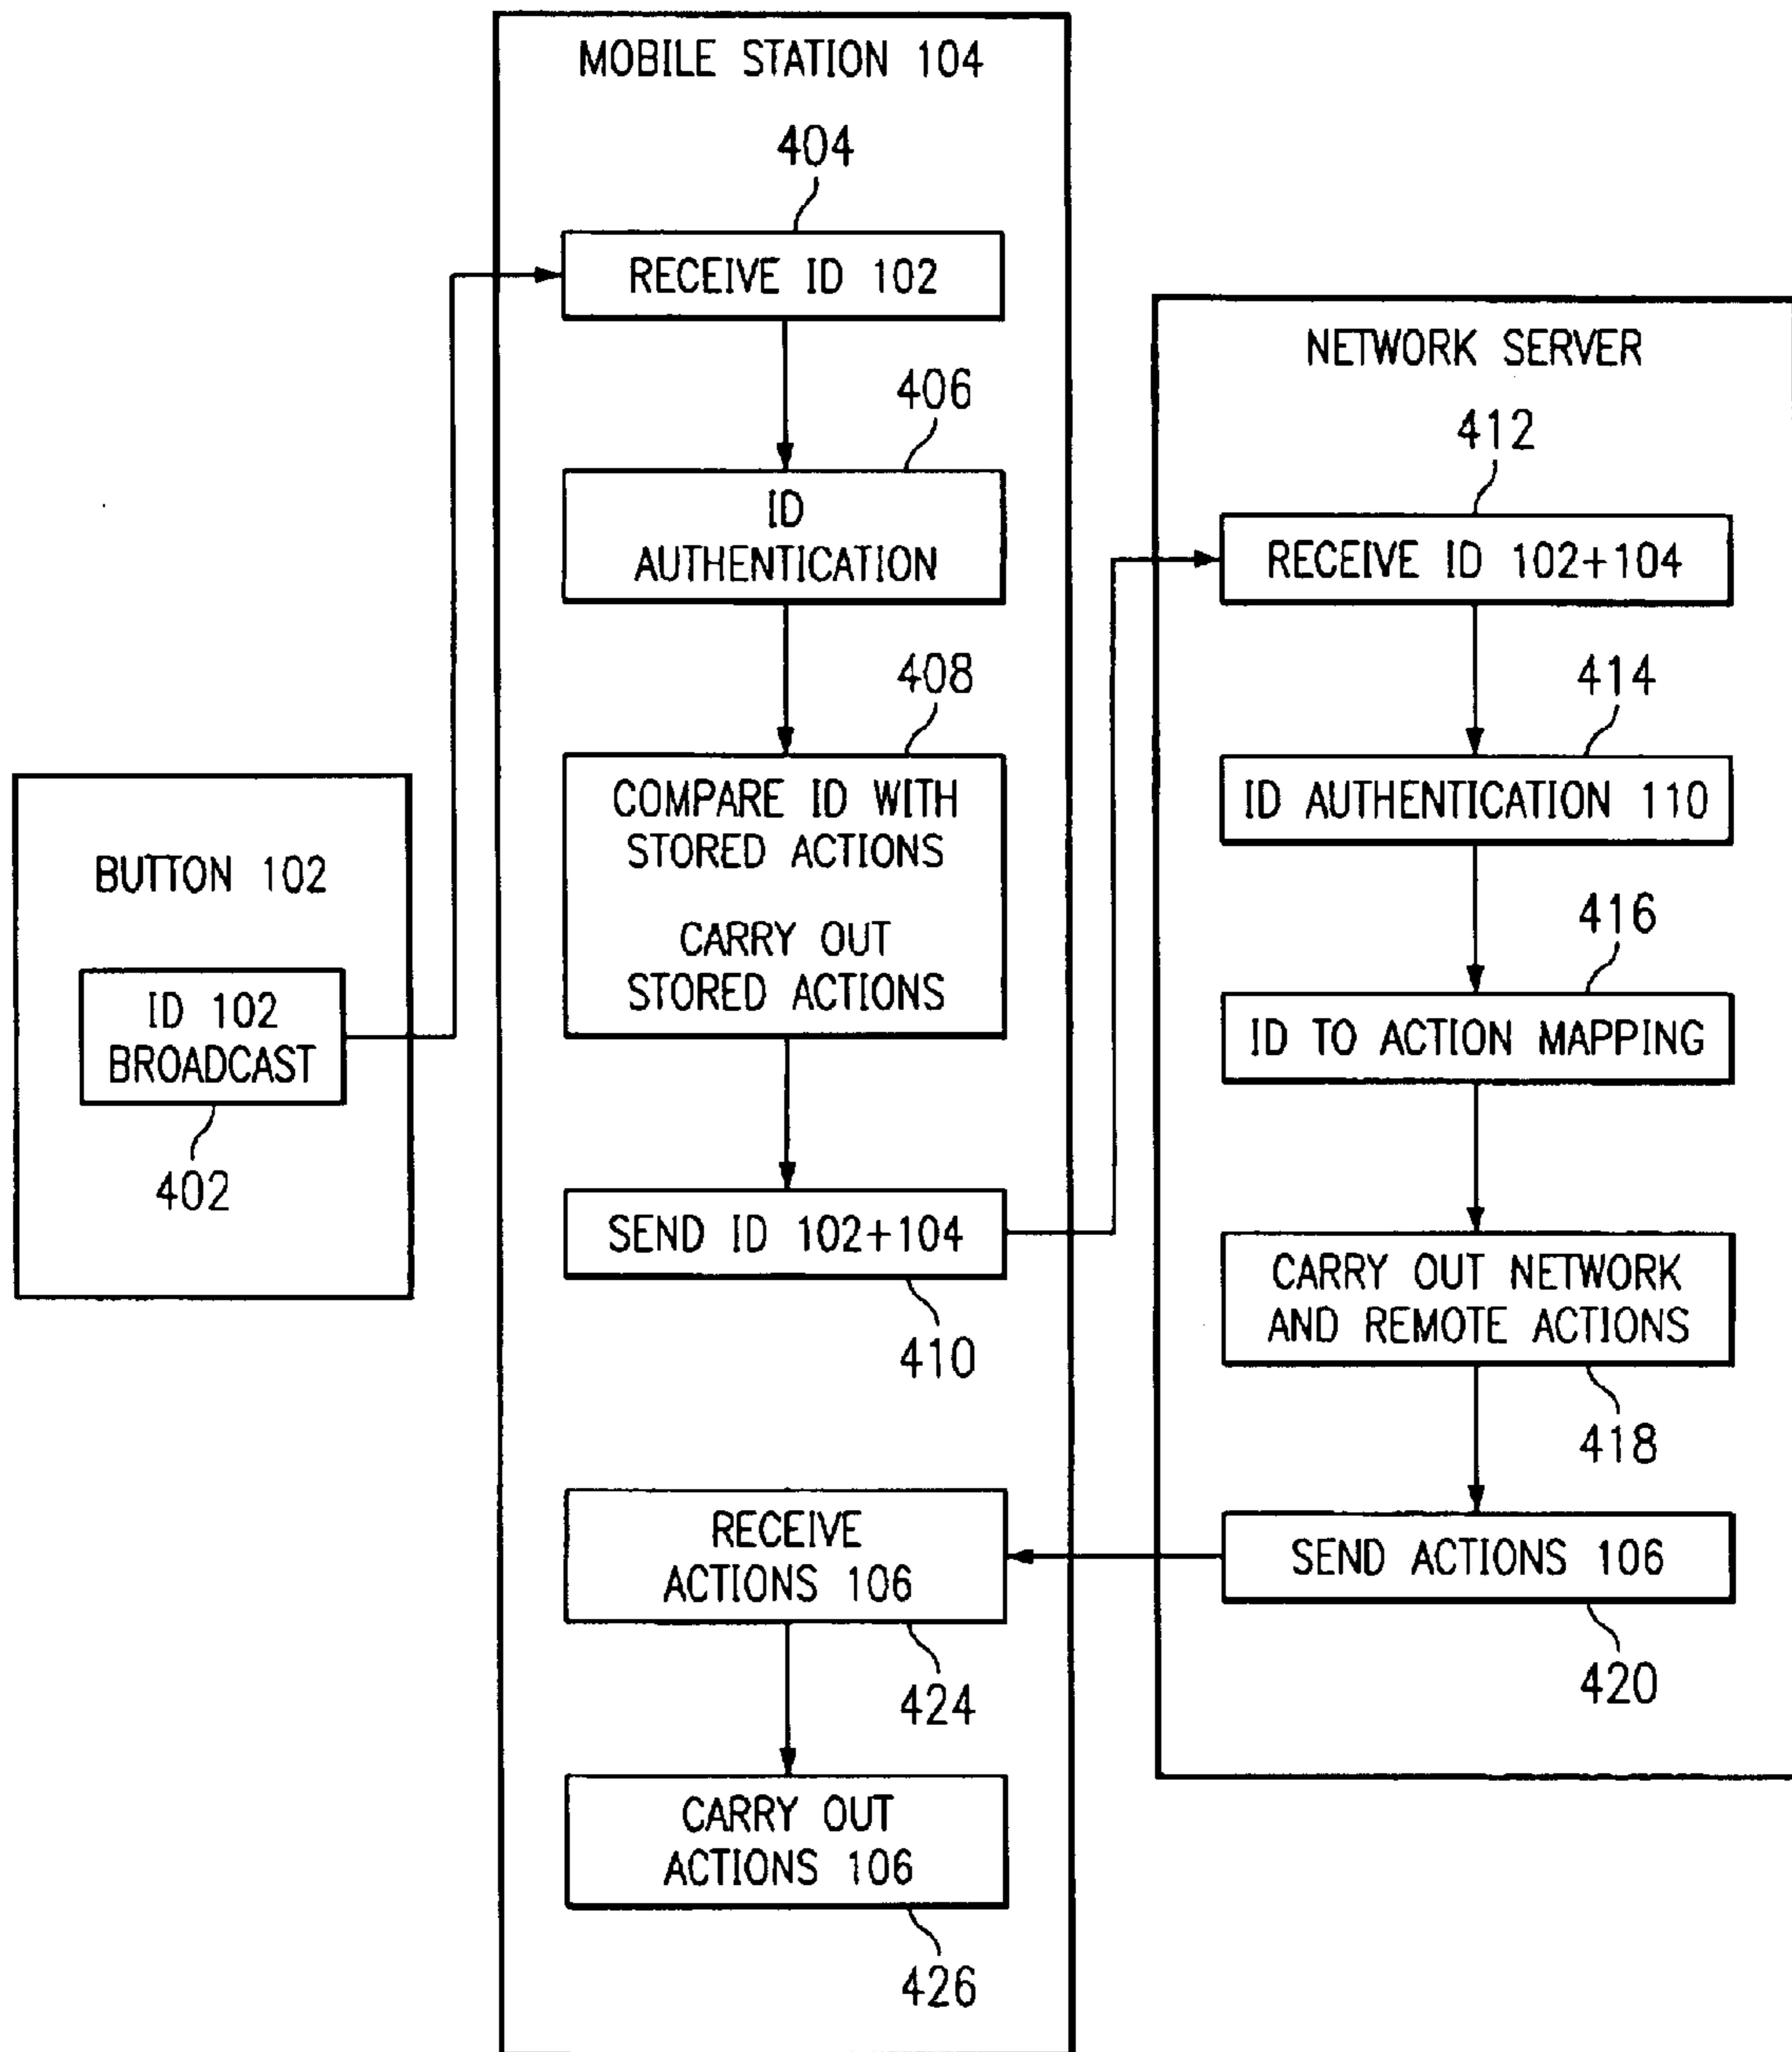 MOBILE STATION 104
404
RECEIVE ID 102
406
ID
AUTHENTICATION
408
COMPARE ID WITH
STORED ACTIONS
CARRY OUT
STORED ACTIONS
SEND ID 102+104
410
RECEIVE
ACTIONS 106
424
CARRY OUT
ACTIONS 106
426
BUTTON 102
ID 102
BROADCAST
402
NETWORK SERVER
412
RECEIVE ID 102+104
414
ID AUTHENTICATION 110
416
ID TO ACTION MAPPING
CARRY OUT NETWORK
AND REMOTE ACTIONS
418
SEND ACTIONS 106
420